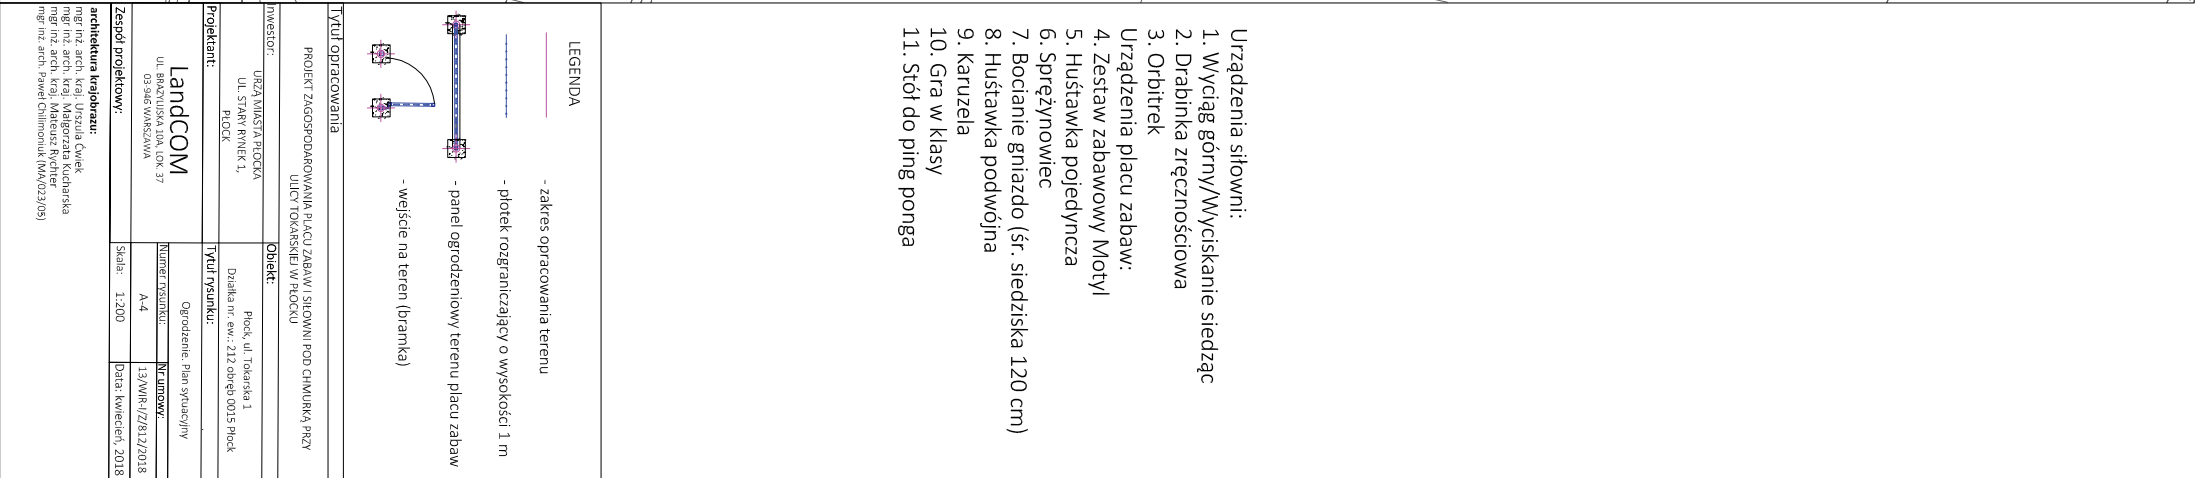 Urządzenia siłowni:
1. Wyciąg górny/Wyciskanie siedząc
2. Drabinka zręcznościowa
3. Orbitrek
Urządzenia placu zabaw:
4. Zestaw zabawowy Motyl
5. Huśtawka pojedyncza
6. Sprężynowiec
7. Bocianie gniazdo (śr. siedziska 120 cm)
8. Huśtawka podwójna
9. Karuzela
10. Gra w klasy
11. Stół do ping ponga
LEGENDA
- zakres opracowania terenu
- płotek rozgraniczający o wysokości 1 m
- panel ogrodzeniowy terenu placu zabaw
- wejście na teren (bramka)
Tytuł opracowania
PROJEKT ZAGOSPODAROWANIA PLACU ZABAW I SIŁOWNI POD CHMURKĄ PRZY
ULICY TOKARSKIEJ W PŁOCKU
Inwestor:
URZĄ MIASTA PŁOCKA
UL. STARY RYNEK 1,
PŁOCK
Obiekt:
Płock, ul. Tokarska 1
Działka nr. ew.: 212 obręb 0015 Płock
Projektant:
LandCOM
UL. BRAZYLIJSKA 10A, LOK. 37
03-946 WARSZAWA
Tytuł rysunku:
Ogrodzenie. Plan sytuacyjny
Numer rysunku:
A-4
Nr umowy:
13/WIR-I/Z/812/2018
Zespół projektowy:
Skala: 1:200
Data: kwiecień, 2018
architektura krajobrazu:
mgr inż. arch. kraj. Urszula Ćwiek
mgr inż. arch. kraj. Małgorzata Kucharska
mgr inż. arch. kraj. Mateusz Rychter
mgr inż. arch. Paweł Chilimoniuk (MA/023/05)